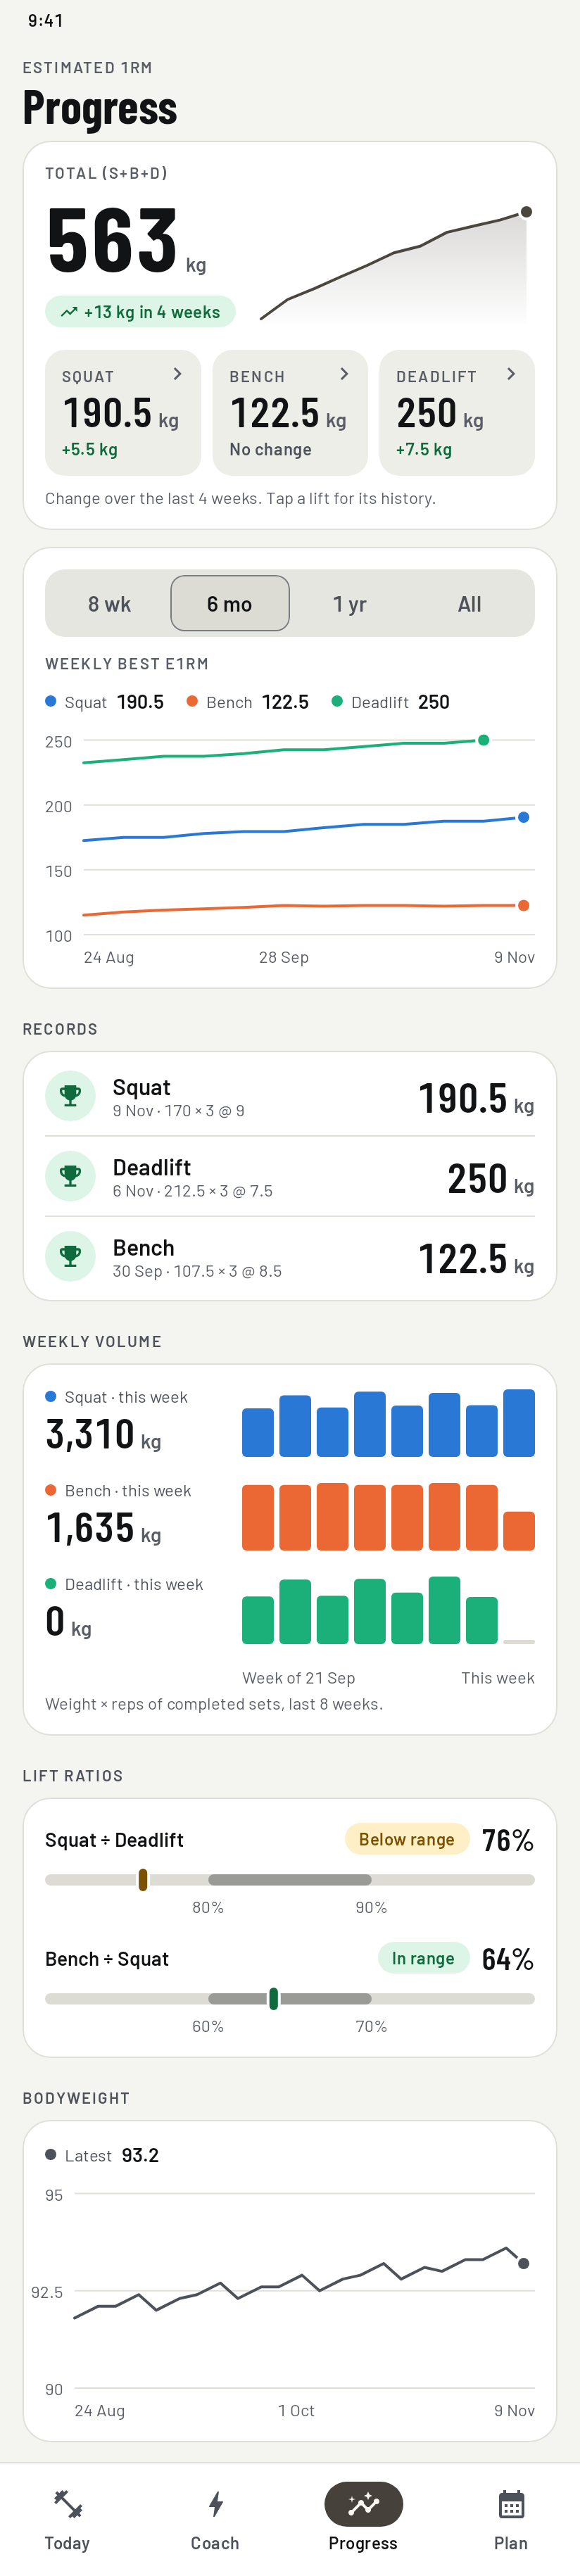 9:41
ESTIMATED 1RM
Progress
TOTAL (S+B+D)
563 kg
+13 kg in 4 weeks
SQUAT
190.5 kg
+5.5 kg
BENCH
122.5 kg
No change
DEADLIFT
250 kg
+7.5 kg
Change over the last 4 weeks. Tap a lift for its history.
8 wk 6 mo 1 yr All
WEEKLY BEST E1RM
Squat 190.5 Bench 122.5 Deadlift 250
250
200
150
100
24 Aug 28 Sep 9 Nov
RECORDS
Squat
9 Nov · 170 × 3 @ 9
190.5 kg
Deadlift
6 Nov · 212.5 × 3 @ 7.5
250 kg
Bench
30 Sep · 107.5 × 3 @ 8.5
122.5 kg
WEEKLY VOLUME
Squat · this week
3,310 kg
Bench · this week
1,635 kg
Deadlift · this week
0 kg
Week of 21 Sep This week
Weight × reps of completed sets, last 8 weeks.
LIFT RATIOS
Squat ÷ Deadlift Below range 76%
80% 90%
Bench ÷ Squat In range 64%
60% 70%
BODYWEIGHT
Latest 93.2
95
92.5
90
24 Aug 1 Oct 9 Nov
Today Coach Progress Plan